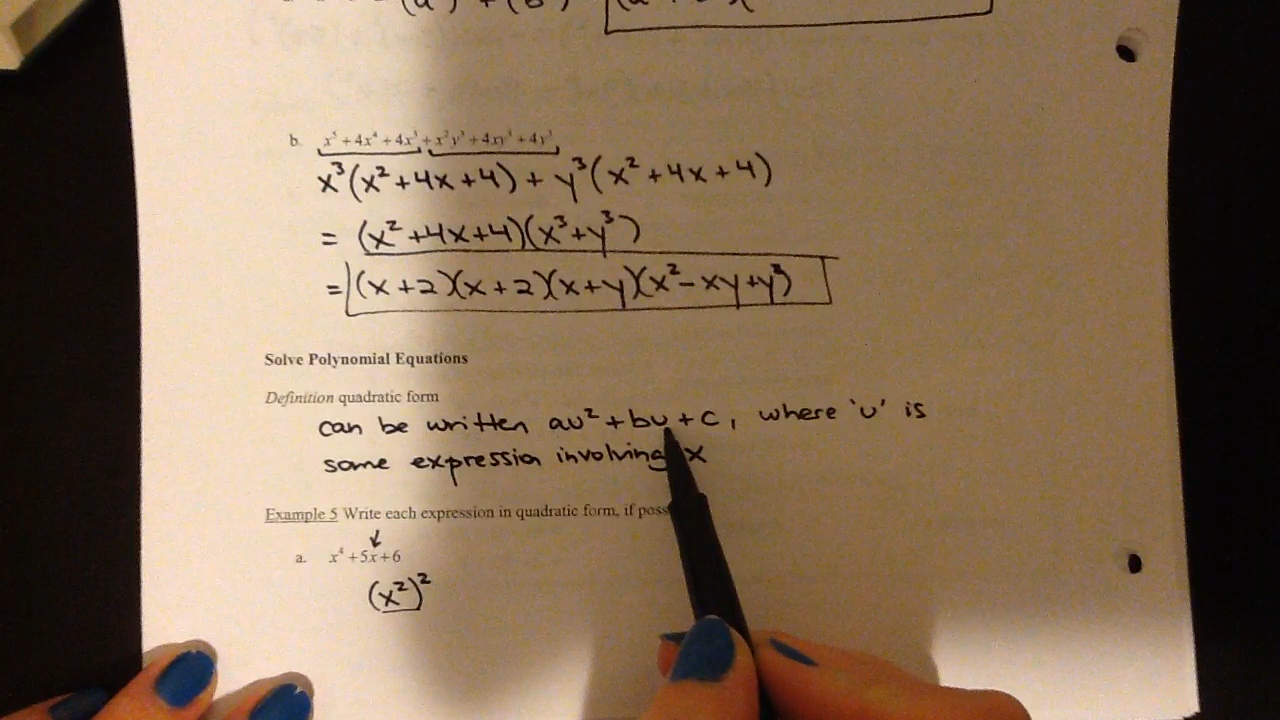 b. x⁵ + 4x⁴ + 4x³ + x²y³ + 4xy³ + 4y³
x³(x² + 4x + 4) + y³(x² + 4x + 4)
= (x² + 4x + 4)(x³ + y³)
= (x + 2)(x + 2)(x + y)(x² - xy + y²)
Solve Polynomial Equations
Definition quadratic form
can be written au² + bu + c, where 'u' is
some expression involving x
Example 5 Write each expression in quadratic form, if
a. x⁴ + 5x + 6
(x²)²